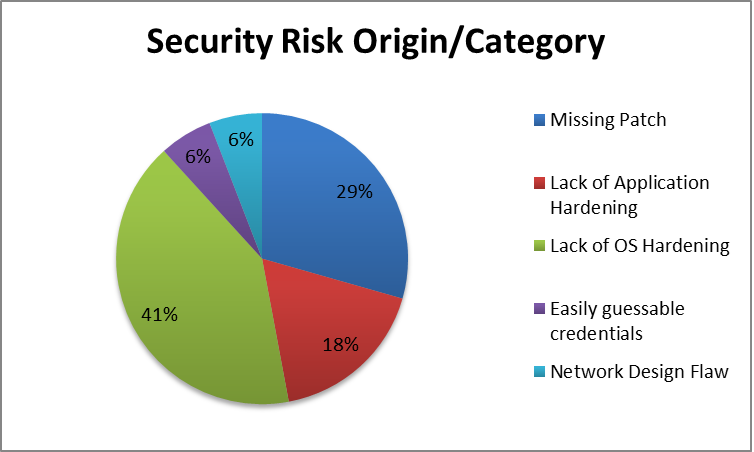 Security Risk Origin/Category
6%
6%
29%
41%
18%
Missing Patch
Lack of Application
Hardening
Lack of OS Hardening
Easily guessable
credentials
Network Design Flaw